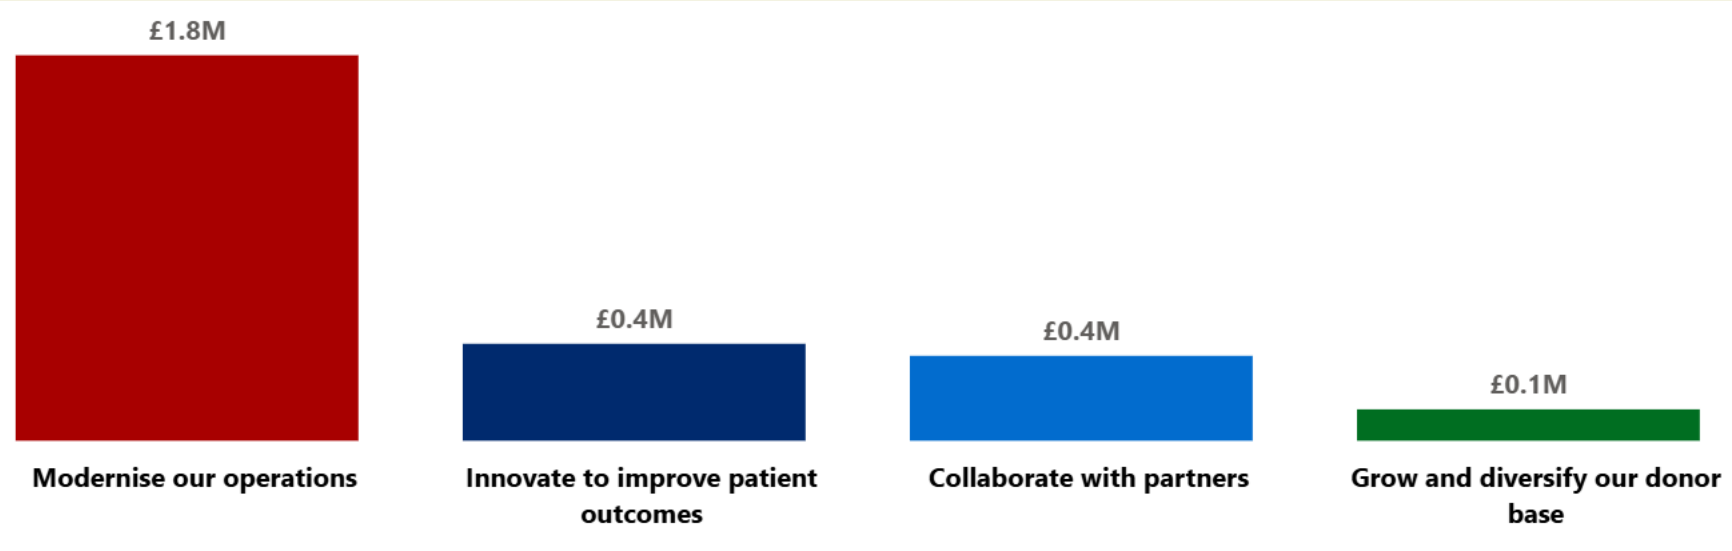 £1.8M
£0.4M
£0.4M
£0.1M
Modernise our operations
Innovate to improve patient
outcomes
Collaborate with partners
Grow and diversify our donor
base